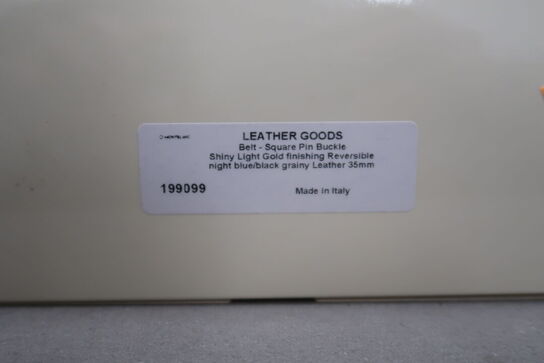 LEATHER GOODS
Belt - Square Pin Buckle
Shiny Light Gold finishing Reversible
night blue/black grainy Leather 35mm
199099 Made in Italy